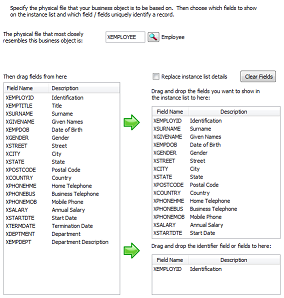 Specify the physical file that your business object is to be based on. Then choose which fields to show
on the instance list and which field / fields uniquely identify a record.
The physical file that most closely
resembles this business object is:
XEMPLOYEE Employee
Then drag fields from here
Field Name Description
XEMPLOYID Identification
XEMPTITLE Title
XSURNAME Surname
XGIVENAME Given Names
XEMPDOB Date of Birth
XGENDER Gender
XSTREET Street
XCITY City
XSTATE State
XPOSTCODE Postal Code
XCOUNTRY Country
XPHONEHME Home Telephone
XPHONEBUS Business Telephone
XPHONEMOB Mobile Phone
XSALARY Annual Salary
XSTARTDTE Start Date
XTERMDATE Termination Date
XDEPTMENT Department
XEMPDEPT Department Description
Replace instance list details
Clear Fields
Drag and drop the fields you want to show in
the instance list to here:
Field Name Description
XEMPLOYID Identification
XSURNAME Surname
XGIVENAME Given Names
XEMPDOB Date of Birth
XGENDER Gender
XSTREET Street
XCITY City
XSTATE State
XPOSTCODE Postal Code
XCOUNTRY Country
XPHONEHME Home Telephone
XPHONEBUS Business Telephone
XPHONEMOB Mobile Phone
XSALARY Annual Salary
XSTARTDTE Start Date
Drag and drop the identifier field or fields to here:
Field Name Description
XEMPLOYID Identification